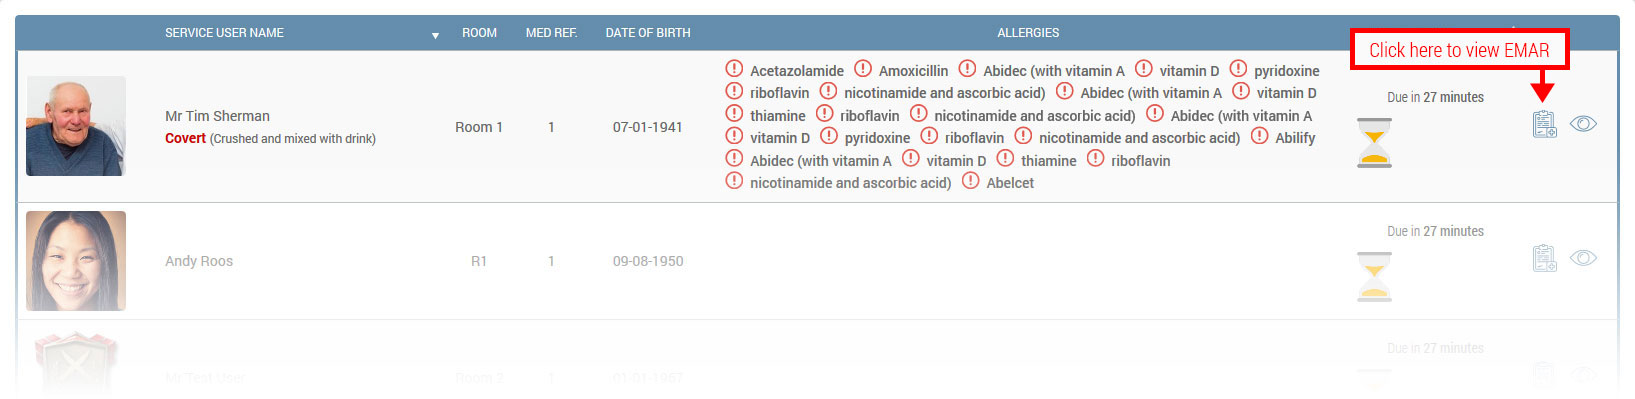 SERVICE USER NAME ROOM MED REF. DATE OF BIRTH ALLERGIES
Click here to view EMAR
Mr Tim Sherman
Covert (Crushed and mixed with drink)
Room 1
1
07-01-1941
Acetazolamide Amoxicillin Abidec (with vitamin A vitamin D pyridoxine
riboflavin nicotinamide and ascorbic acid) Abidec (with vitamin A vitamin D
thiamine riboflavin nicotinamide and ascorbic acid) Abidec (with vitamin A
vitamin D pyridoxine riboflavin nicotinamide and ascorbic acid) Abilify
Abidec (with vitamin A vitamin D thiamine riboflavin
nicotinamide and ascorbic acid) Abelcet
Due in 27 minutes
Andy Roos R1 1 09-08-1950
Due in 27 minutes
Mr Test User Room 2 1 01-01-1957
Due in 27 minutes